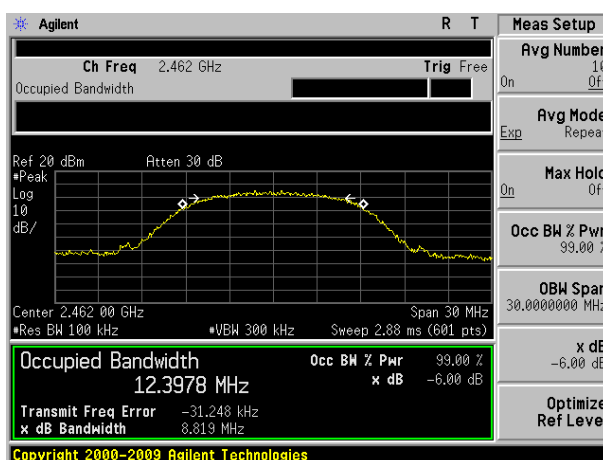 Agilent R T
Meas Setup
Ch Freq 2.462 GHz Trig Free
Occupied Bandwidth
Ref 20 dBm Atten 30 dB
#Peak
Log
10
dB/
Center 2.462 00 GHz Span 30 MHz
#Res BW 100 kHz #VBW 300 kHz Sweep 2.88 ms (601 pts)
Occupied Bandwidth
12.3978 MHz
Occ BW % Pwr 99.00 %
x dB -6.00 dB
Transmit Freq Error -31.248 kHz
x dB Bandwidth 8.819 MHz
Copyright 2000-2009 Agilent Technologies
Avg Number
10
On Of
Avg Mode
Exp Repea
Max Hold
On Of
Occ BW % Pwr
99.00 %
OBW Span
30.0000000 MHz
x dB
-6.00 dB
Optimize
Ref Leve